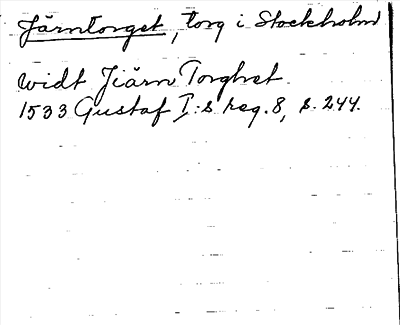 Järntorget, torg i Stockholm
widt Jiärn Torghet
1533 Gustaf I:s reg. 8, s. 244.